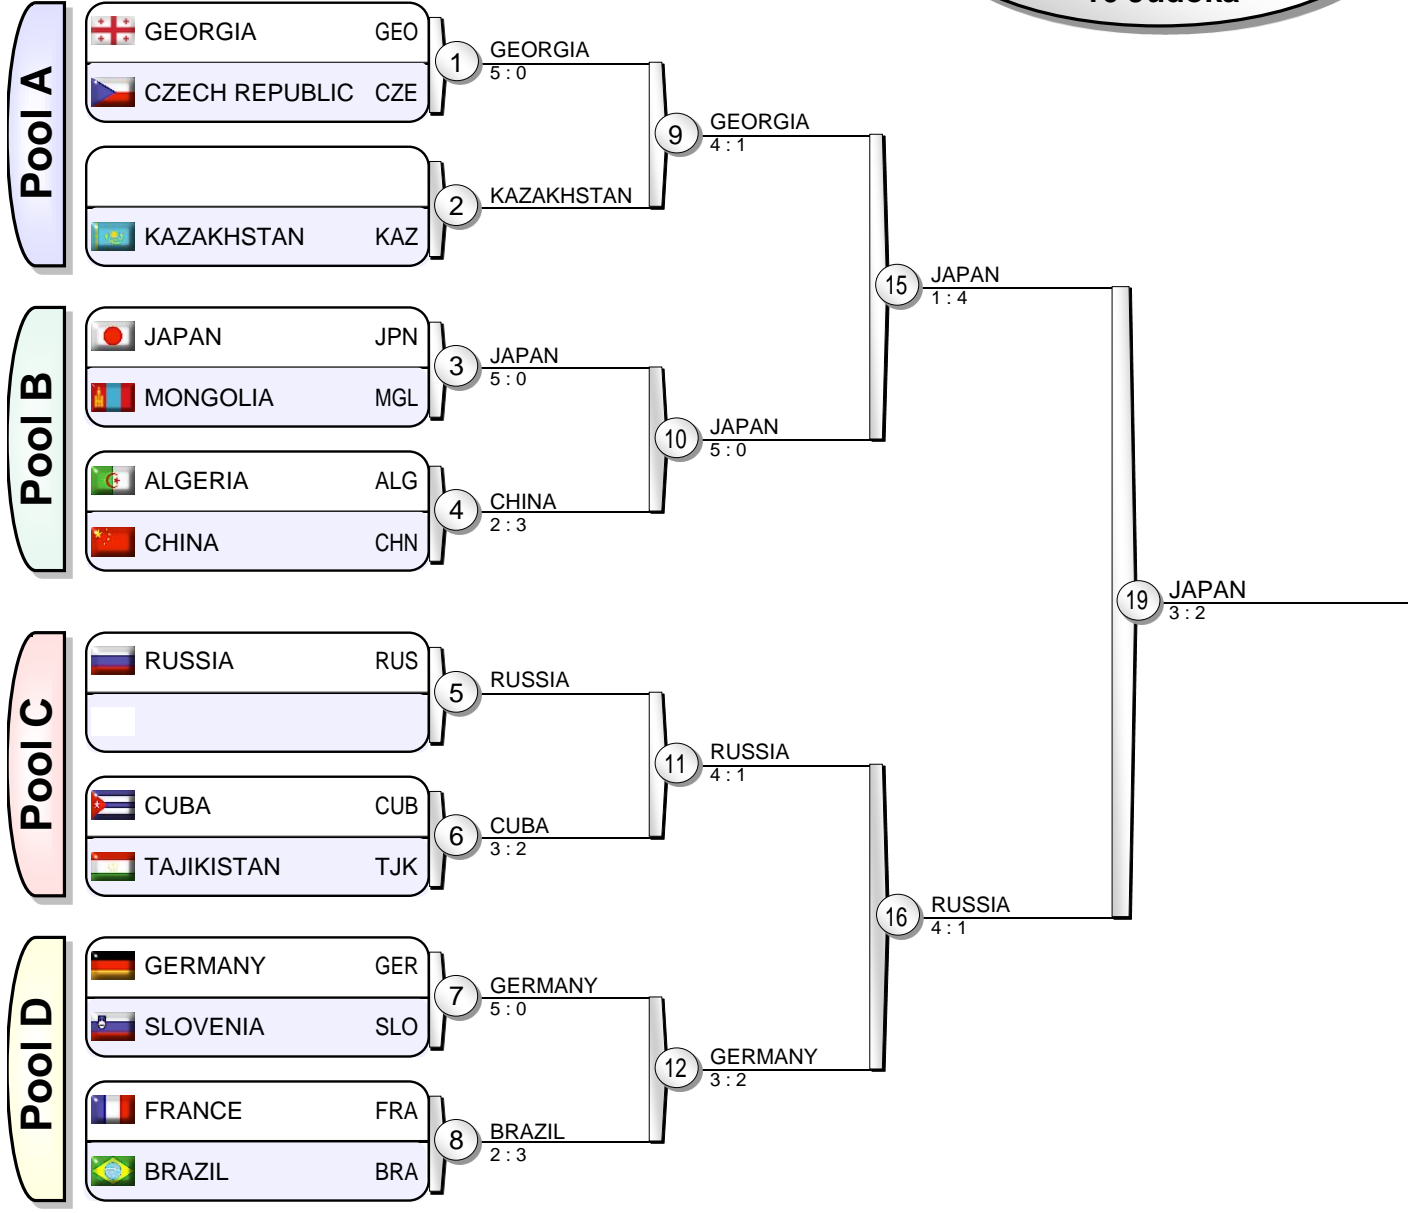 Pool A
GEORGIA GEO
CZECH REPUBLIC CZE
KAZAKHSTAN KAZ
1
GEORGIA
5 : 0
2
KAZAKHSTAN
9
GEORGIA
4 : 1
Pool B
JAPAN JPN
MONGOLIA MGL
ALGERIA ALG
CHINA CHN
3
JAPAN
5 : 0
4
CHINA
2 : 3
10
JAPAN
5 : 0
15
JAPAN
1 : 4
Pool C
RUSSIA RUS
CUBA CUB
TAJIKISTAN TJK
5
RUSSIA
6
CUBA
3 : 2
11
RUSSIA
4 : 1
Pool D
GERMANY GER
SLOVENIA SLO
FRANCE FRA
BRAZIL BRA
7
GERMANY
5 : 0
8
BRAZIL
2 : 3
12
GERMANY
3 : 2
16
RUSSIA
4 : 1
19
JAPAN
3 : 2